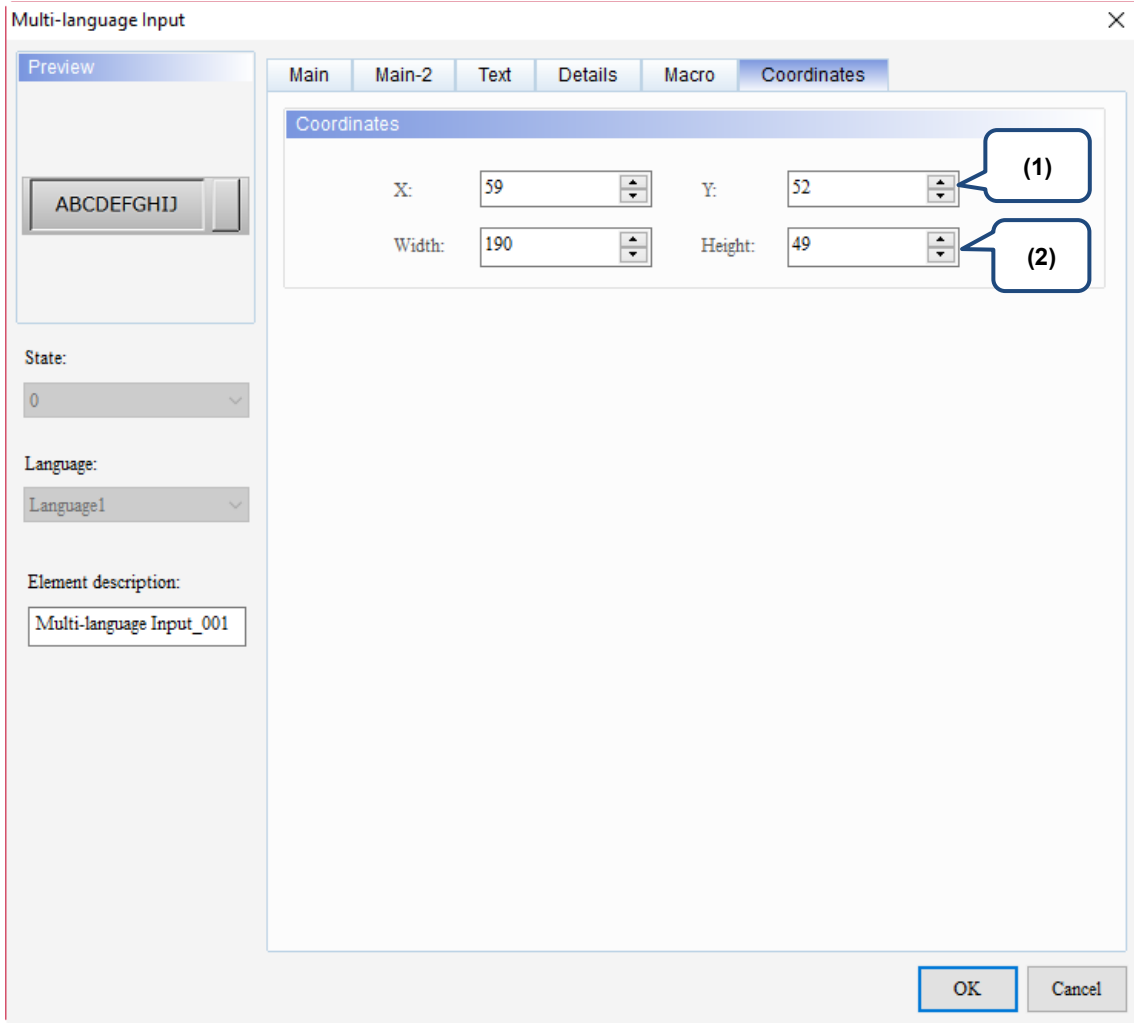 Multi-language Input
Preview
ABCDEFGHIJ
State:
0
Language:
Language1
Element description:
Multi-language Input_001
Main Main-2 Text Details Macro Coordinates
Coordinates
X: 59 Y: 52 (1)
Width: 190 Height: 49 (2)
OK Cancel